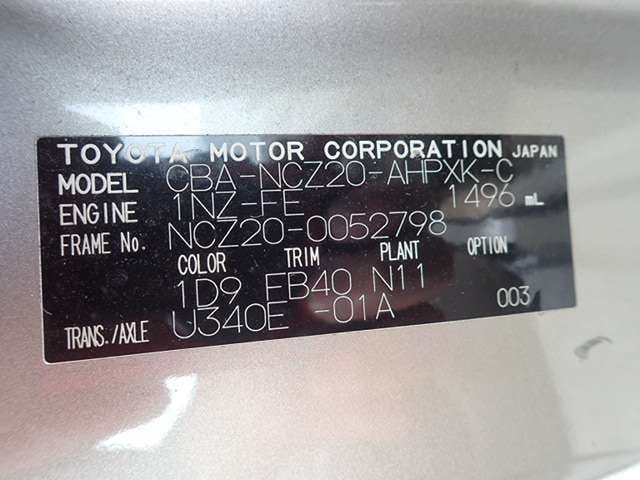 TOYOTA MOTOR CORPORATION JAPAN
MODEL CBA-NCZ20-AHPXK-C
ENGINE 1NZ-FE 1496 mL
FRAME No. NCZ20-0052798
COLOR TRIM PLANT OPTION
1D9 FB40 N11
TRANS./AXLE U340E -01A 003